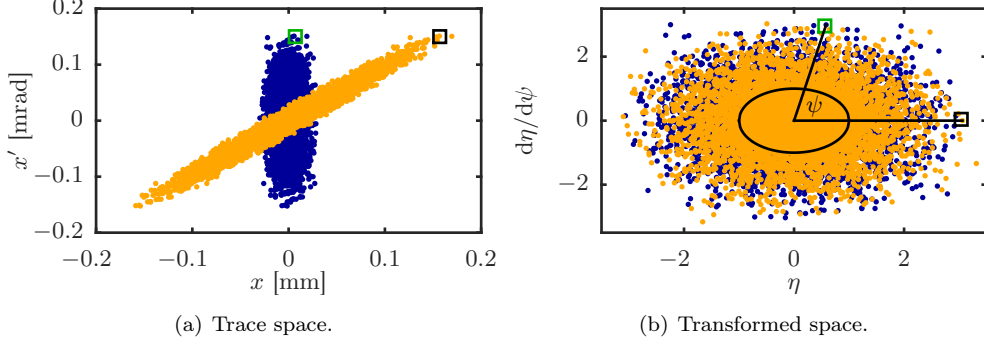 0.2
0.1
0
−0.1
−0.2
x′ [mrad]
−0.2 −0.1 0 0.1 0.2
x [mm]
(a) Trace space.
2
0
−2
dη/dψ
ψ
−2 0 2
η
(b) Transformed space.